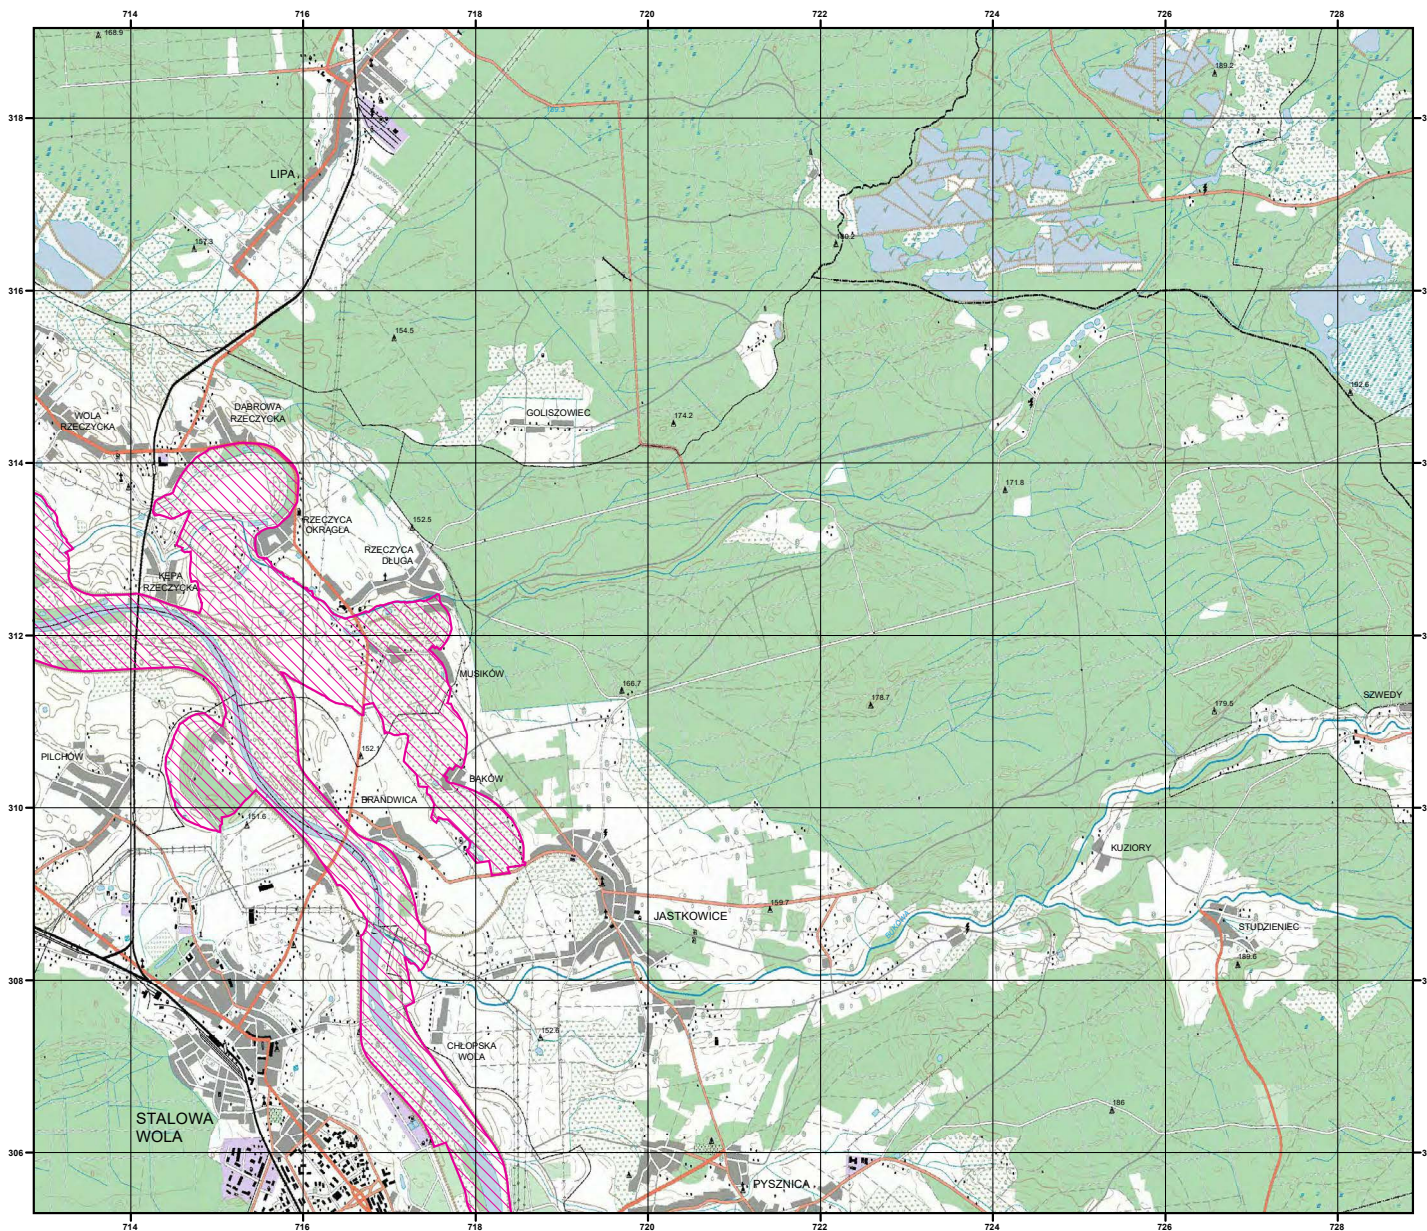 714 716 718 720 722 724 726 728
168.9
189.2
318
LIPA
157.3
189.2
316
154.5
192.6
WOLA
RZECZYCKA
DĄBROWA
RZECZYCKA
GOLISZOWIEC
174.2
314
171.8
RZECZYCA
OKRĄGŁA
152.5
RZECZYCA
DŁUGA
KĘPA
RZECZYCKA
312
MUSIKÓW
166.7
178.7
179.5
SZWEDY
PILCHÓW
152.1
BĄKÓW
310
BRANDWICA
151.6
KUZIORY
JASTKOWICE
159.7
STUDZIENIEC
189.6
308
152.6
CHŁOPSKA
WOLA
STALOWA
WOLA
186
306
PYSZNICA
714 716 718 720 722 724 726 728